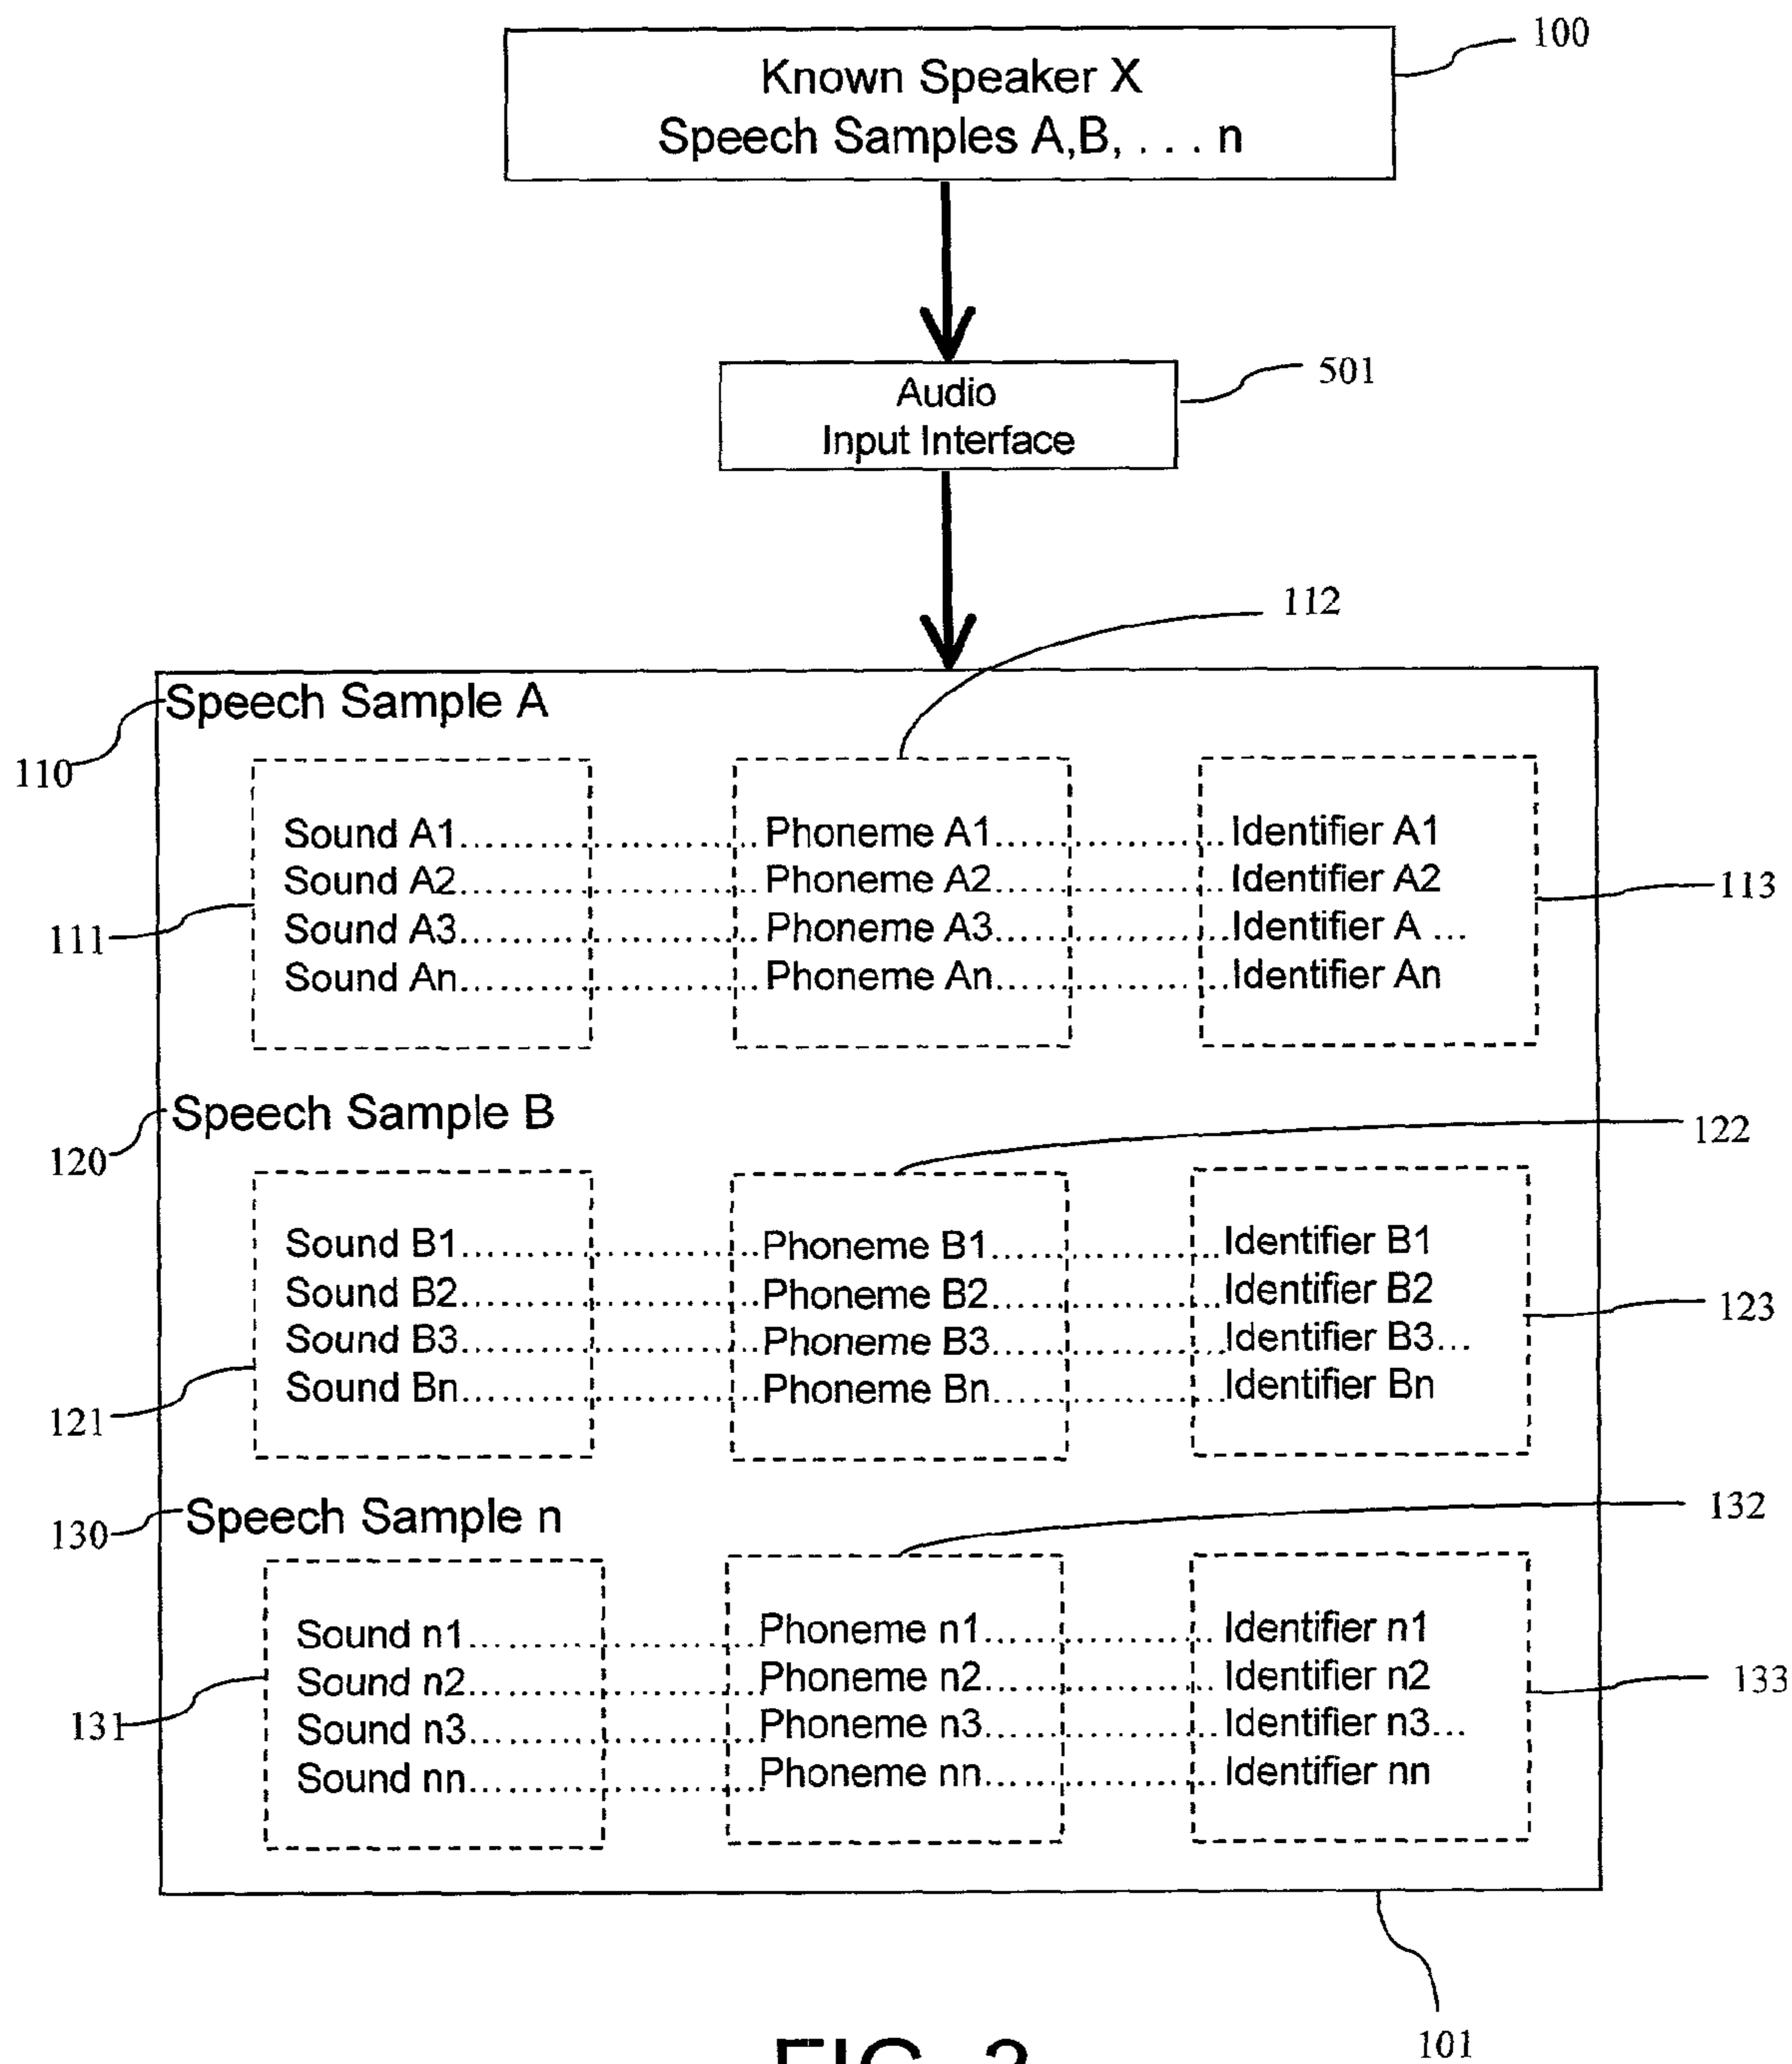 100
Known Speaker X
Speech Samples A,B, . . . n
501
Audio
Input Interface
112
Speech Sample A
110
Sound A1..................Phoneme A1...............Identifier A1
Sound A2..................Phoneme A2...............Identifier A2
113
Sound A3..................Phoneme A3...............Identifier A ...
111
Sound An..................Phoneme An...............Identifier An
Speech Sample B
122
120
Sound B1..................Phoneme B1...............Identifier B1
Sound B2..................Phoneme B2...............Identifier B2
123
Sound B3..................Phoneme B3...............Identifier B3...
Sound Bn..................Phoneme Bn...............Identifier Bn
121
132
Speech Sample n
130
Sound n1..................Phoneme n1...............Identifier n1
Sound n2..................Phoneme n2...............Identifier n2
133
Sound n3..................Phoneme n3...............Identifier n3...
131
Sound nn..................Phoneme nn...............Identifier nn
101